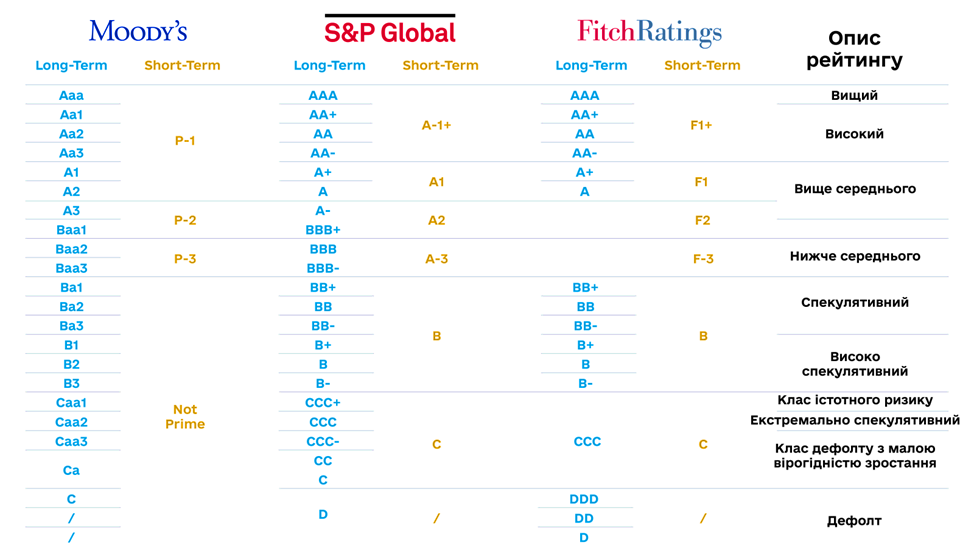 MOODY'S S&P Global FitchRatings Опис рейтингу
Long-Term Short-Term Long-Term Short-Term Long-Term Short-Term
Aaa AAA AAA Вищий
Aa1 AA+ AA+
P-1 A-1+ F1+
Aa2 AA AA Високий
Aa3 AA- AA-
A1 A+ A+
A1 F1
A2 A A Вище середнього
A3 A-
P-2 A2 F2
Baa1 BBB+
Baa2 BBB
P-3 A-3 F-3 Нижче середнього
Baa3 BBB-
Ba1 BB+ BB+
Ba2 BB BB Спекулятивний
Ba3 BB- BB-
B B
B1 B+ B+
B2 B B Високо
B3 B- B- спекулятивний
Caa1 CCC+ Клас істотного ризику
Not Prime
Caa2 CCC Екстремально спекулятивний
Caa3 CCC- C CCC C Клас дефолту з малою
Ca CC вірогідністю зростання
C
C DDD
/ D / DD / Дефолт
/ D